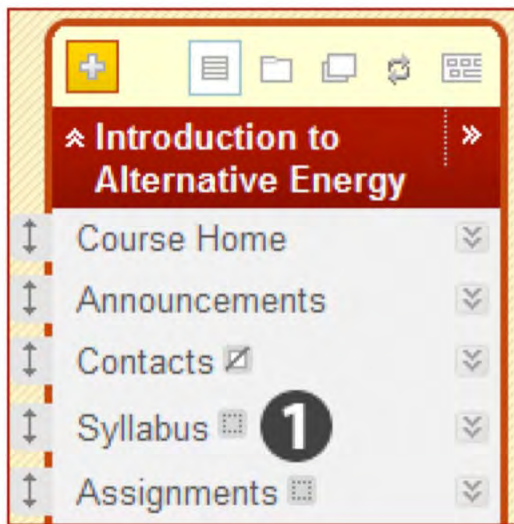 Introduction to
Alternative Energy
Course Home
Announcements
Contacts
Syllabus 1
Assignments